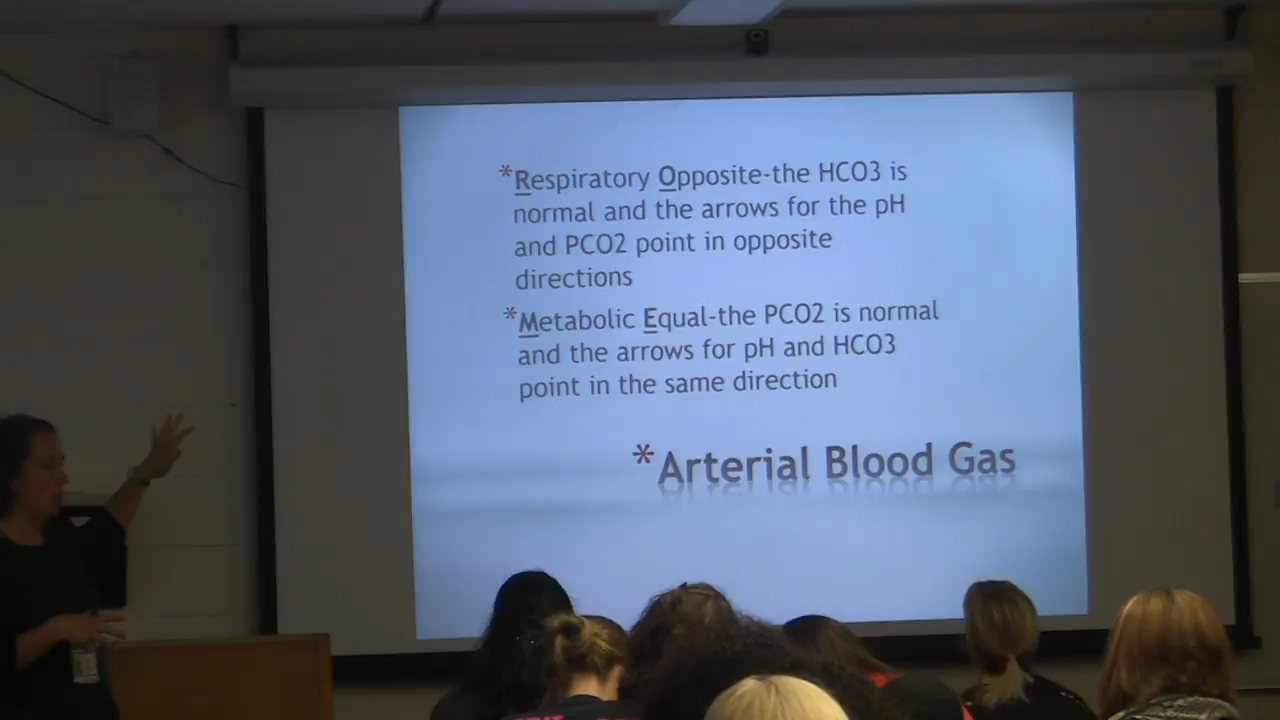 *Respiratory Opposite-the HCO3 is
normal and the arrows for the pH
and PCO2 point in opposite
directions
*Metabolic Equal-the PCO2 is normal
and the arrows for pH and HCO3
point in the same direction
*Arterial Blood Gas